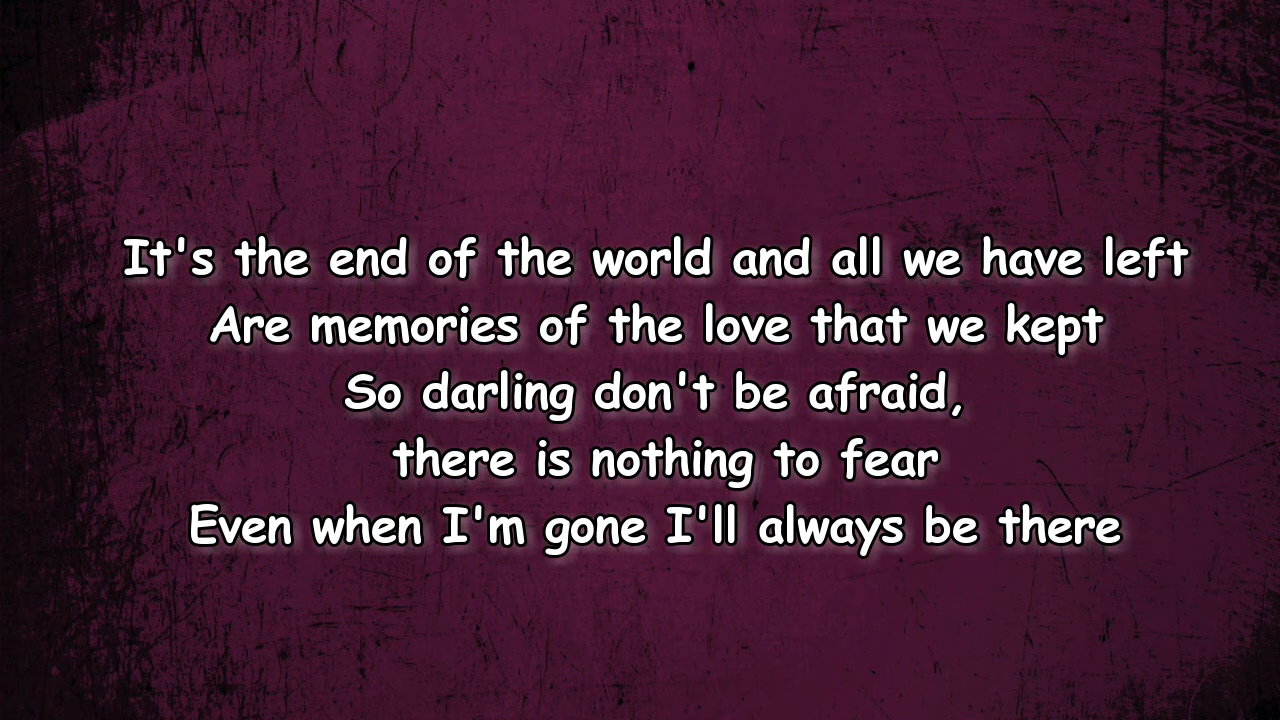 It's the end of the world and all we have left
Are memories of the love that we kept
So darling don't be afraid,
there is nothing to fear
Even when I'm gone I'll always be there